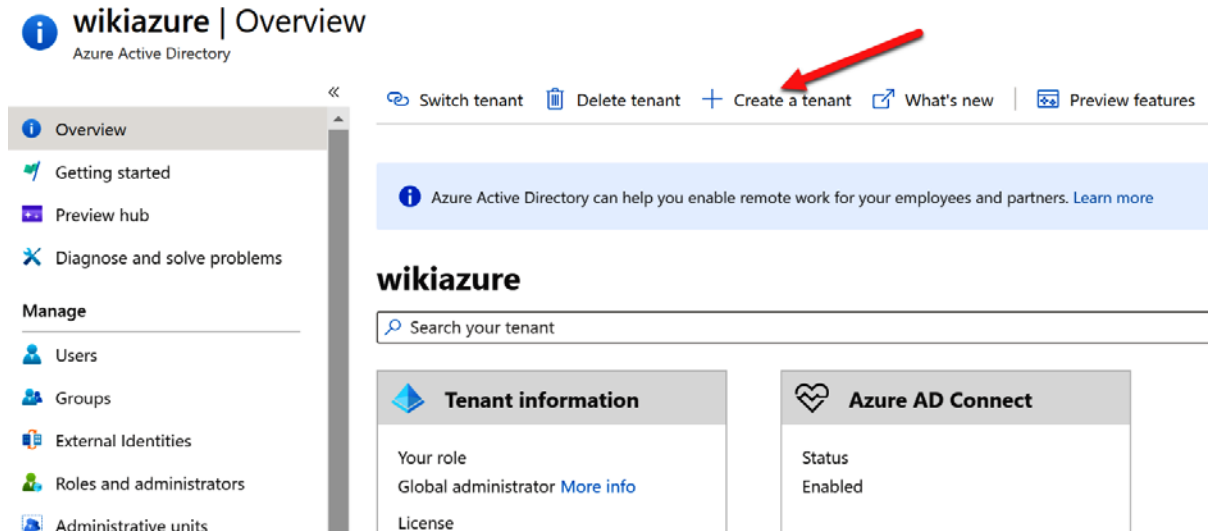 wikiazure | Overview
Azure Active Directory
«
Switch tenant Delete tenant + Create a tenant What's new | Preview features
Overview
Getting started
Preview hub
Diagnose and solve problems
Manage
Users
Groups
External Identities
Roles and administrators
Administrative units
Azure Active Directory can help you enable remote work for your employees and partners. Learn more
wikiazure
Search your tenant
Tenant information
Your role
Global administrator More info
License
Azure AD Connect
Status
Enabled